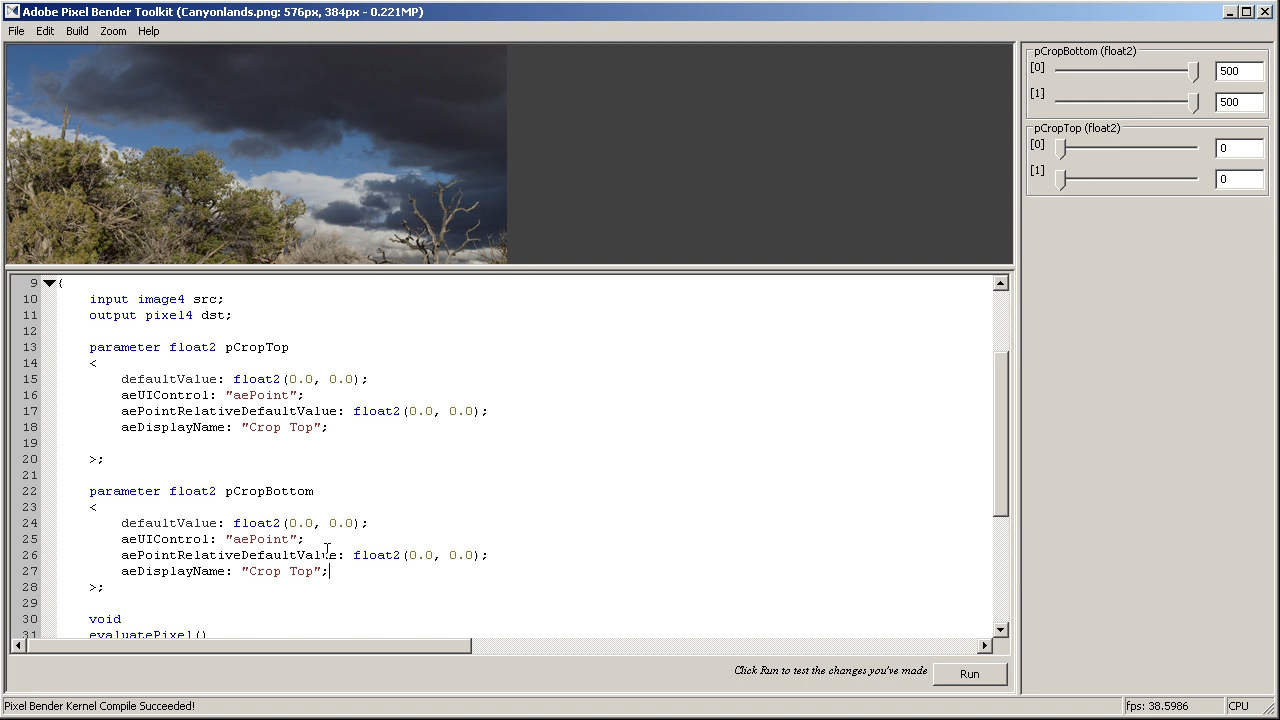 Adobe Pixel Bender Toolkit (Canyonlands.png: 576px, 384px - 0.221MP)
File Edit Build Zoom Help
pCropBottom (float2)
[0] 500
[1] 500
pCropTop (float2)
[0] 0
[1] 0
9 {
10 input image4 src;
11 output pixel4 dst;
12
13 parameter float2 pCropTop
14 <
15 defaultValue: float2(0.0, 0.0);
16 aeUIControl: "aePoint";
17 aePointRelativeDefaultValue: float2(0.0, 0.0);
18 aeDisplayName: "Crop Top";
19
20 >;
21
22 parameter float2 pCropBottom
23 <
24 defaultValue: float2(0.0, 0.0);
25 aeUIControl: "aePoint";
26 aePointRelativeDefaultValue: float2(0.0, 0.0);
27 aeDisplayName: "Crop Top";
28 >;
29
30 void
31 evaluatePixel()
Click Run to test the changes you've made Run
Pixel Bender Kernel Compile Succeeded! fps: 38.5986 CPU